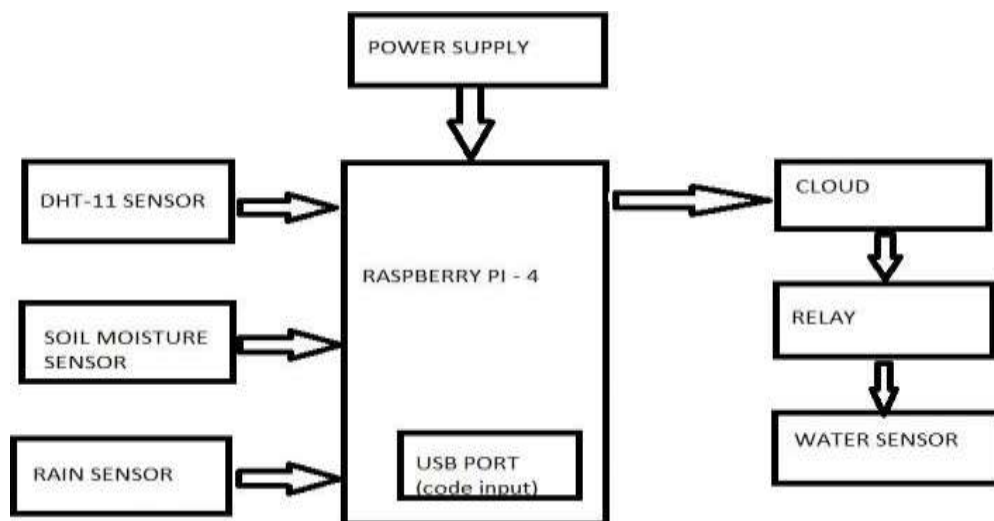 POWER SUPPLY
DHT-11 SENSOR
SOIL MOISTURE
SENSOR
RAIN SENSOR
RASPBERRY PI - 4
USB PORT
(code input)
CLOUD
RELAY
WATER SENSOR